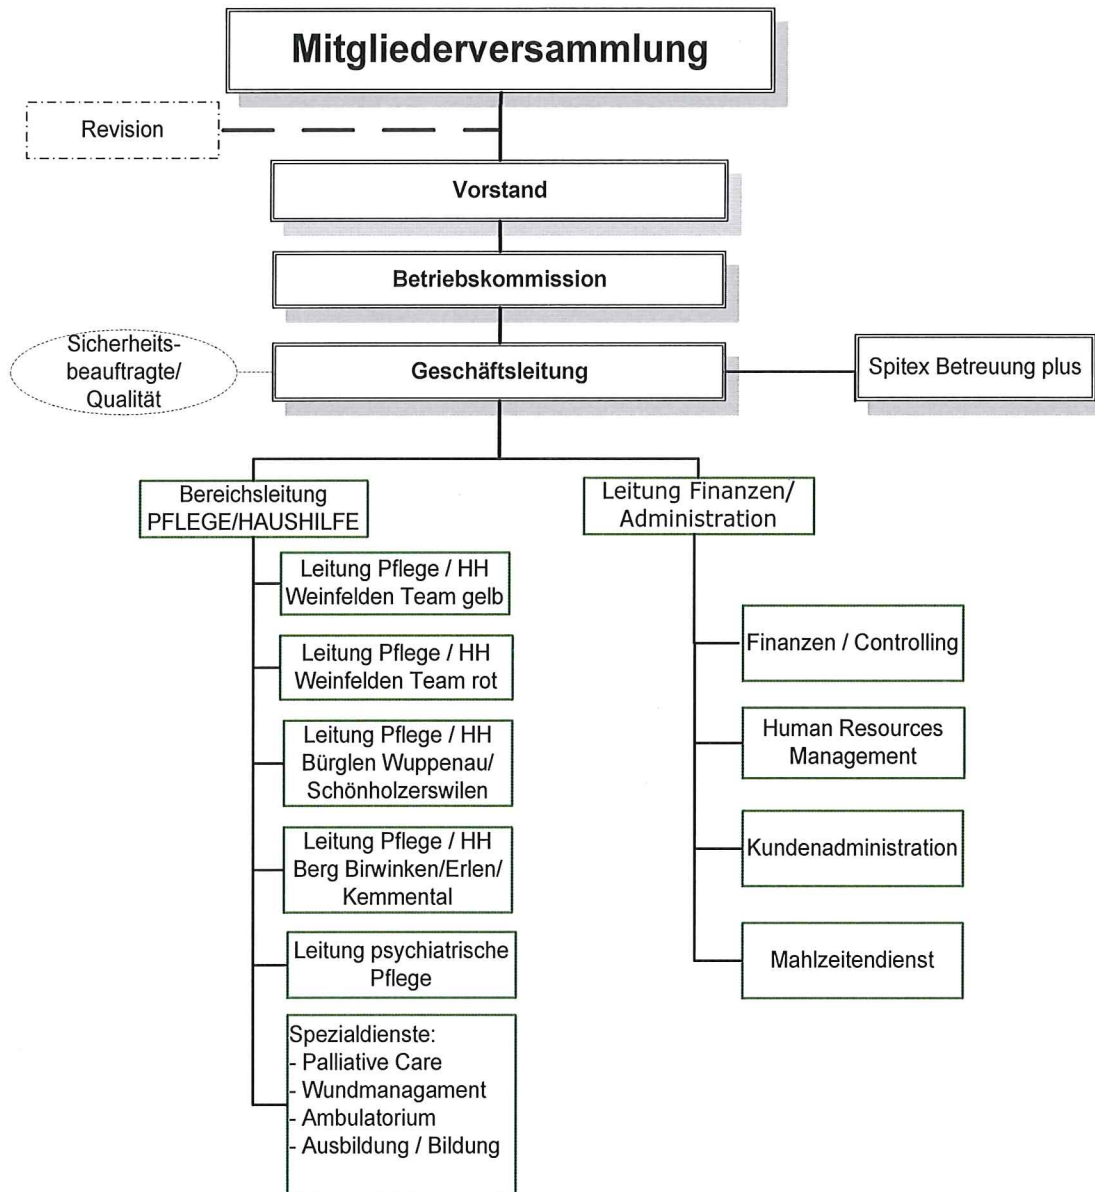 Mitgliederversammlung
Revision
Vorstand
Betriebskommission
Sicherheits-
beauftragte/
Qualität
Geschäftsleitung
Spitex Betreuung plus
Bereichsleitung
PFLEGE/HAUSHILFE
Leitung Pflege / HH
Weinfelden Team gelb
Leitung Pflege / HH
Weinfelden Team rot
Leitung Pflege / HH
Bürglen Wuppenau/
Schönholzerswilen
Leitung Pflege / HH
Berg Birwinken/Erlen/
Kemmental
Leitung psychiatrische
Pflege
Spezialdienste:
- Palliative Care
- Wundmanagament
- Ambulatorium
- Ausbildung / Bildung
Leitung Finanzen/
Administration
Finanzen / Controlling
Human Resources
Management
Kundenadministration
Mahlzeitendienst